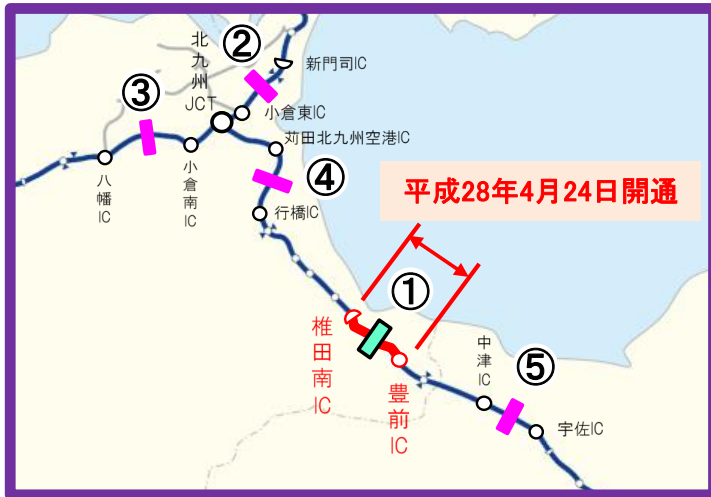 北九州
JCT
②
新門司IC
③
小倉東IC
苅田北九州空港IC
八幡
IC
小倉南
IC
④
行橋IC
平成28年4月24日開通
①
椎田南
IC
豊前
IC
中津
IC
⑤
宇佐IC